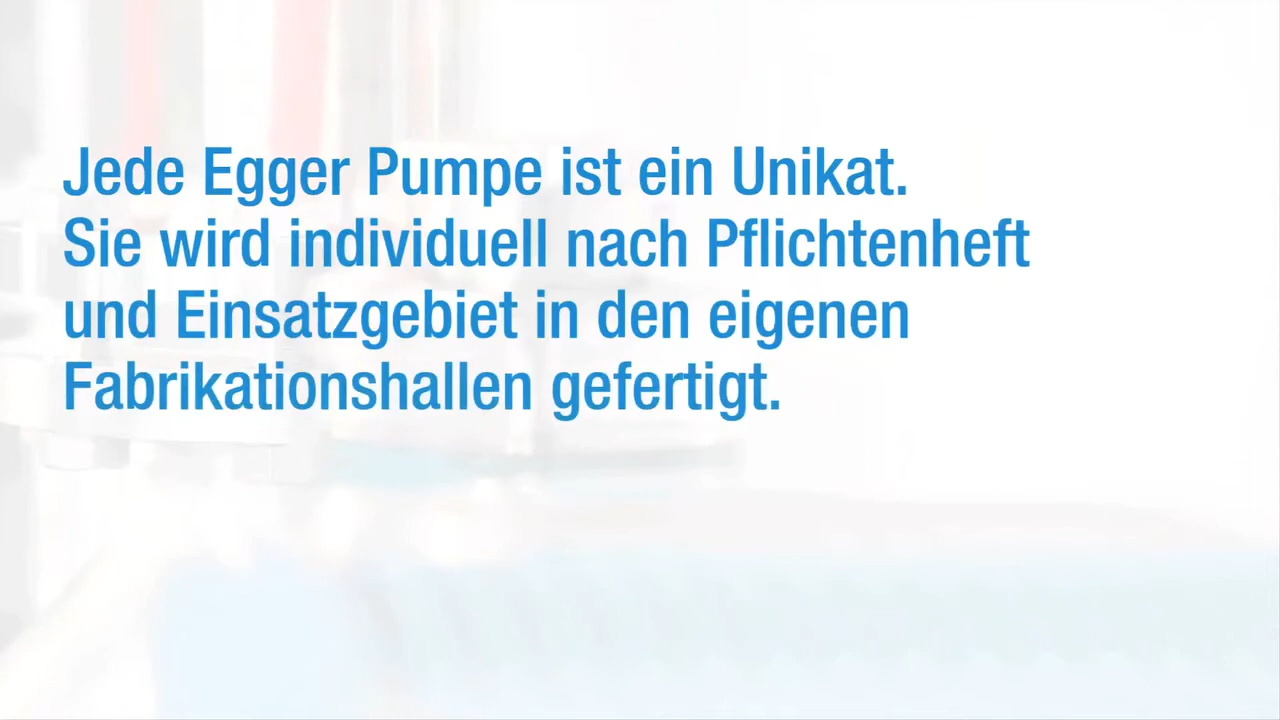 Jede Egger Pumpe ist ein Unikat.
Sie wird individuell nach Pflichtenheft
und Einsatzgebiet in den eigenen
Fabrikationshallen gefertigt.